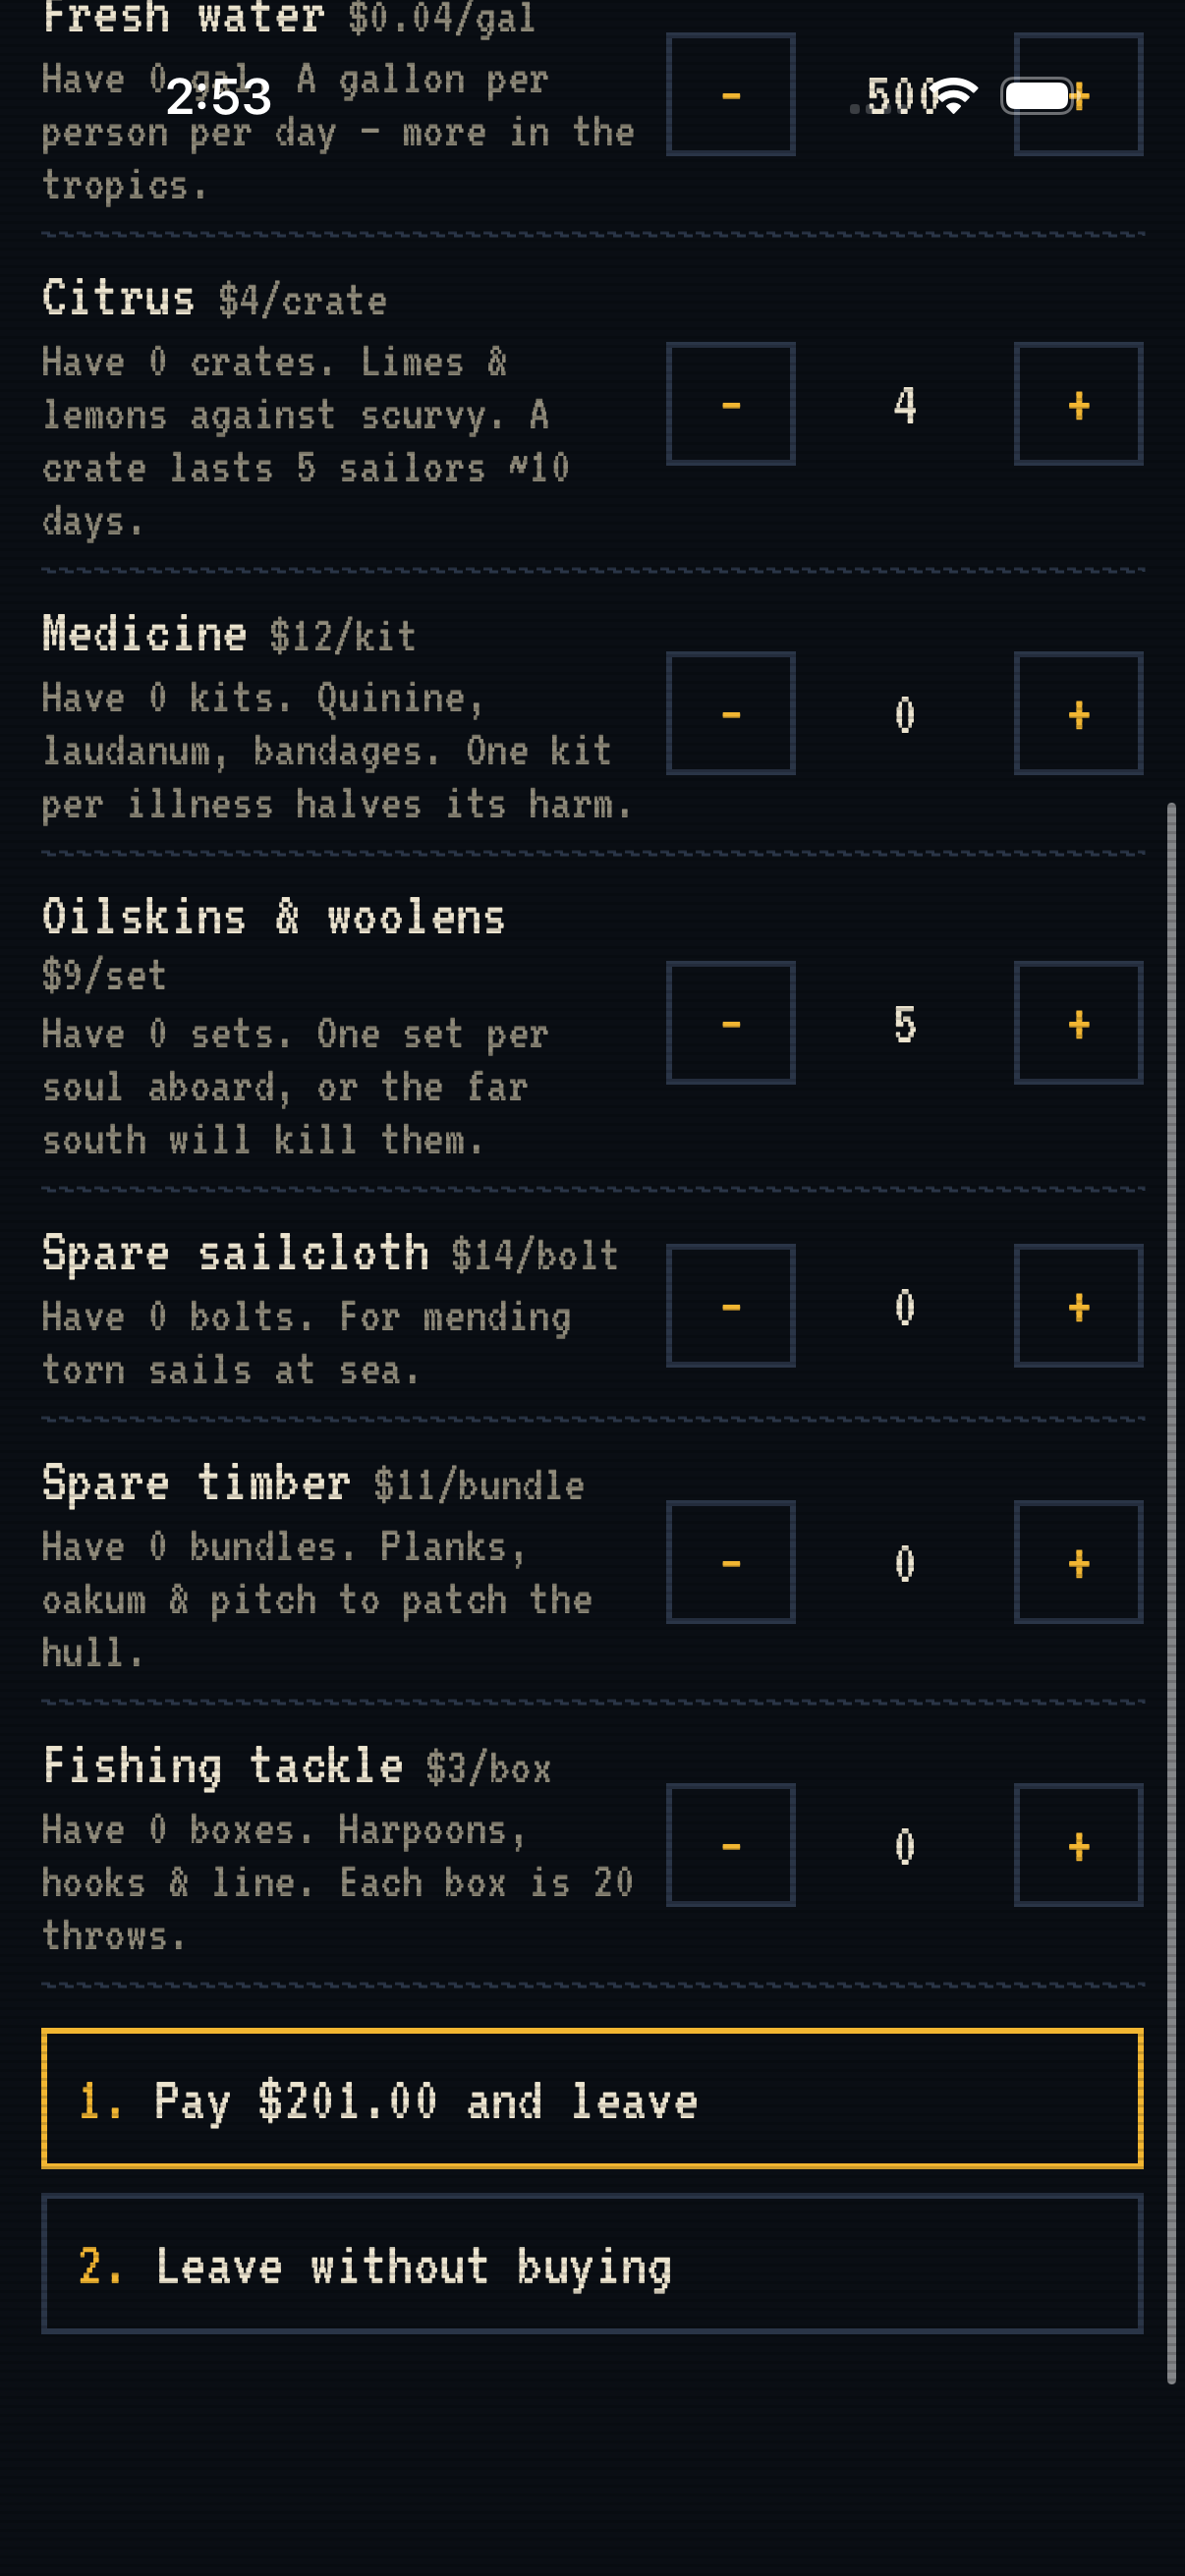 Fresh water $0.04/gal
Have 0 gal. A gallon per
person per day – more in the
tropics.
- 500 +
2:53
Citrus $4/crate
Have 0 crates. Limes &
lemons against scurvy. A
crate lasts 5 sailors ~10
days.
- 4 +
Medicine $12/kit
Have 0 kits. Quinine,
laudanum, bandages. One kit
per illness halves its harm.
- 0 +
Oilskins & woolens
$9/set
Have 0 sets. One set per
soul aboard, or the far
south will kill them.
- 5 +
Spare sailcloth $14/bolt
Have 0 bolts. For mending
torn sails at sea.
- 0 +
Spare timber $11/bundle
Have 0 bundles. Planks,
oakum & pitch to patch the
hull.
- 0 +
Fishing tackle $3/box
Have 0 boxes. Harpoons,
hooks & line. Each box is 20
throws.
- 0 +
1. Pay $201.00 and leave
2. Leave without buying